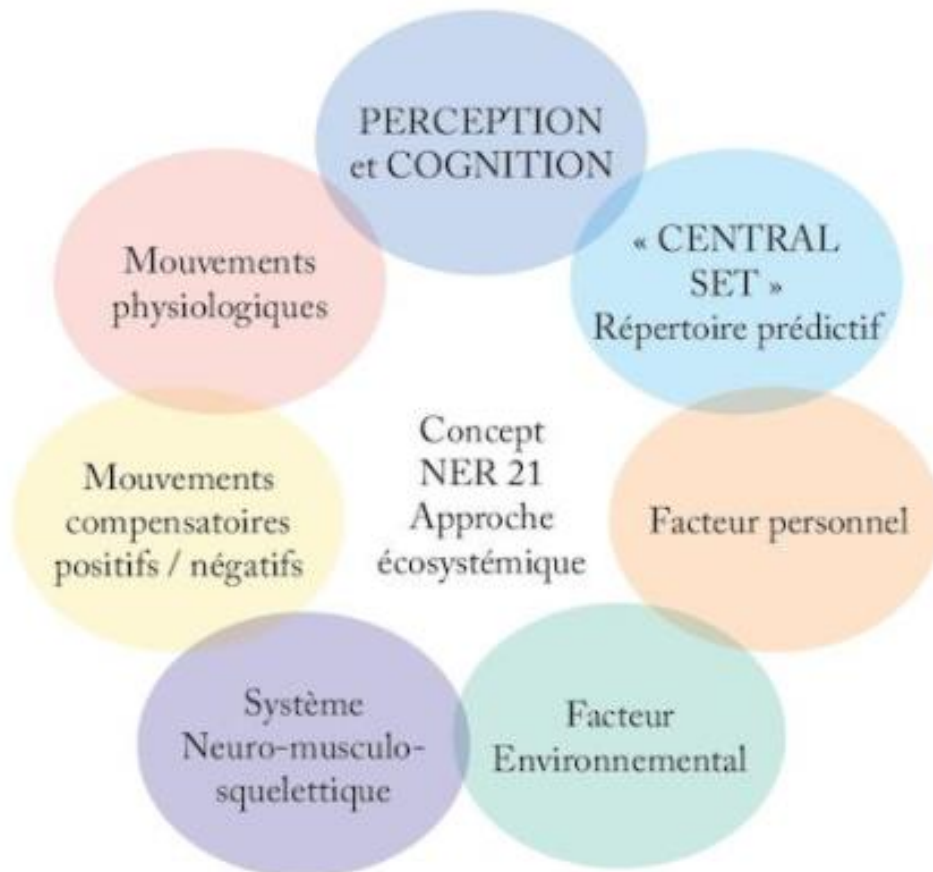 PERCEPTION
et COGNITION
« CENTRAL
SET »
Répertoire prédictif
Facteur personnel
Facteur
Environnemental
Système
Neuro-musculo-
squelettique
Mouvements
compensatoires
positifs / négatifs
Mouvements
physiologiques
Concept
NER 21
Approche
écosystémique